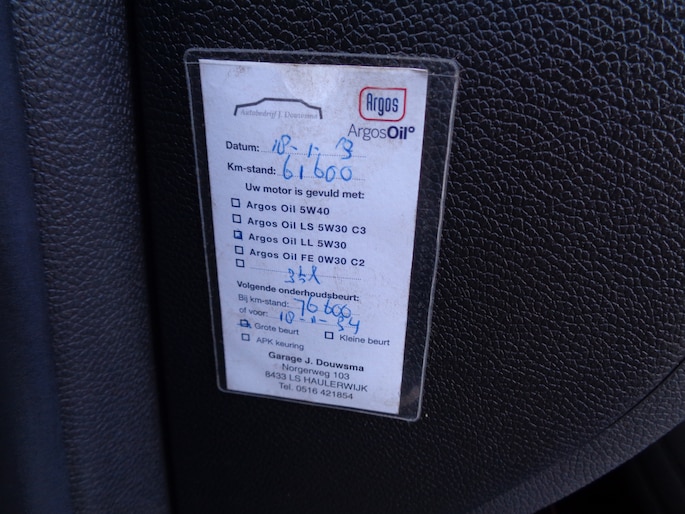 Autobedrijf J. Douwsma
Argos
ArgosOil
Datum: 18-1-
Km-stand: 61600
Uw motor is gevuld met:
Argos Oil 5W40
Argos Oil LS 5W30 C3
Argos Oil LL 5W30
Argos Oil FE 0W30 C2
Volgende onderhoudsbeurt:
Bij km-stand: 76600
of voor:
Grote beurt Kleine beurt
APK keuring
Garage J. Douwsma
Norgerweg 103
8433 LS HAULERWIJK
Tel. 0516 421854